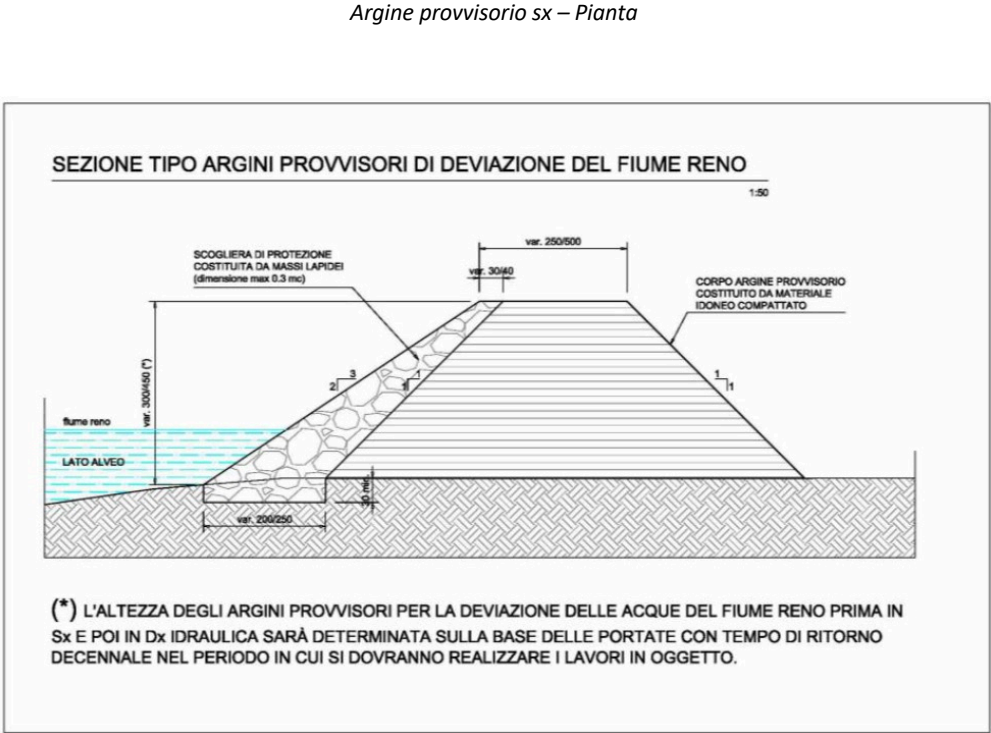 Argine provvisorio sx – Pianta
SEZIONE TIPO ARGINI PROVVISORI DI DEVIAZIONE DEL FIUME RENO
1:50
var. 250/500
SCOGLIERA DI PROTEZIONE
COSTITUITA DA MASSI LAPIDEI
(dimensione max 0.3 mc)
var. 30/40
CORPO ARGINE PROVVISORIO
COSTITUITO DA MATERIALE
IDONEO COMPATTATO
var. 300/450 (*)
3
2
1
1
1
1
fiume reno
LATO ALVEO
var. 200/250
(*) L'ALTEZZA DEGLI ARGINI PROVVISORI PER LA DEVIAZIONE DELLE ACQUE DEL FIUME RENO PRIMA IN
Sx E POI IN Dx IDRAULICA SARÀ DETERMINATA SULLA BASE DELLE PORTATE CON TEMPO DI RITORNO
DECENNALE NEL PERIODO IN CUI SI DOVRANNO REALIZZARE I LAVORI IN OGGETTO.